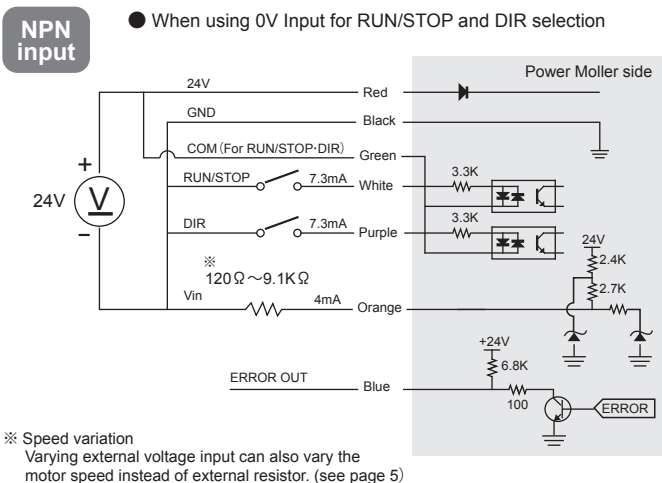 NPN
input
● When using 0V Input for RUN/STOP and DIR selection
Power Moller side
24V
Red
GND
Black
COM (For RUN/STOP･DIR)
Green
RUN/STOP
7.3mA
White
3.3K
+
24V
V
−
DIR
7.3mA
Purple
3.3K
24V
2.4K
2.7K
※
120Ω～9.1KΩ
Vin
4mA
Orange
+24V
6.8K
ERROR OUT
Blue
100
ERROR
※ Speed variation
Varying external voltage input can also vary the
motor speed instead of external resistor. (see page 5)